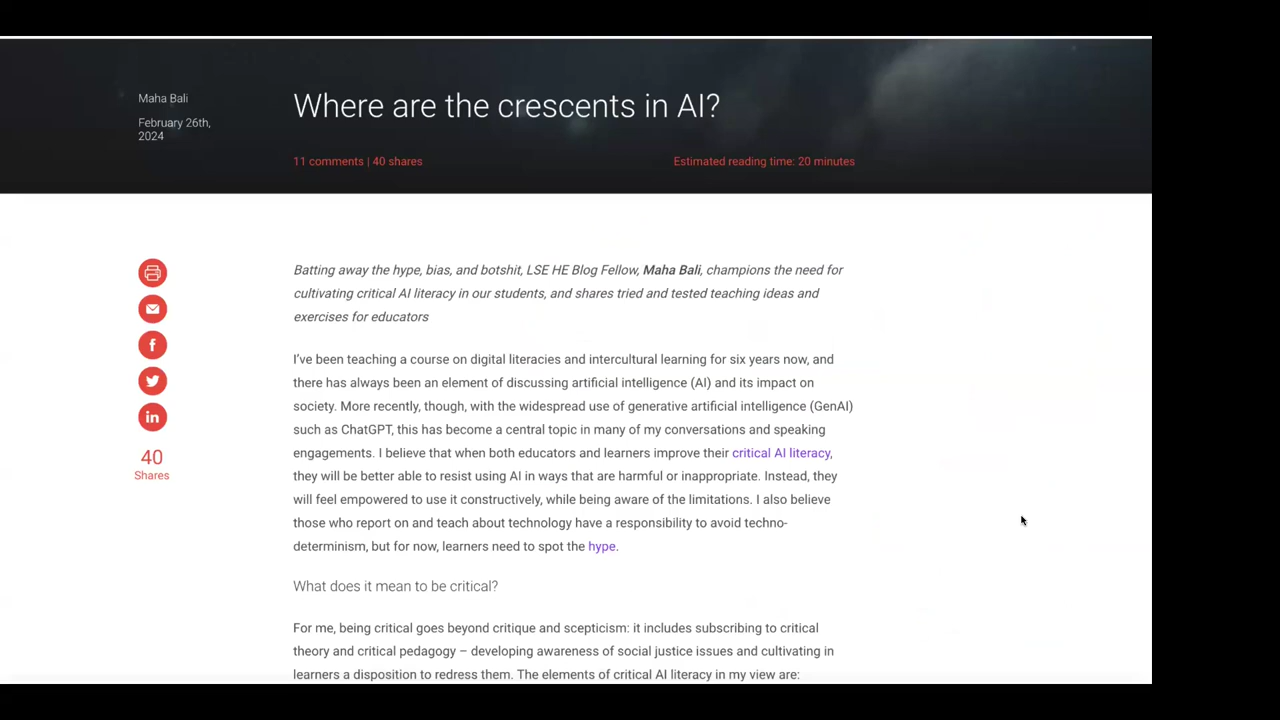 Maha Bali
February 26th,
2024
Where are the crescents in AI?
11 comments | 40 shares
Estimated reading time: 20 minutes
Batting away the hype, bias, and botshit, LSE HE Blog Fellow, Maha Bali, champions the need for
cultivating critical AI literacy in our students, and shares tried and tested teaching ideas and
exercises for educators
I've been teaching a course on digital literacies and intercultural learning for six years now, and
there has always been an element of discussing artificial intelligence (AI) and its impact on
society. More recently, though, with the widespread use of generative artificial intelligence (GenAI)
such as ChatGPT, this has become a central topic in many of my conversations and speaking
engagements. I believe that when both educators and learners improve their critical AI literacy,
they will be better able to resist using AI in ways that are harmful or inappropriate. Instead, they
will feel empowered to use it constructively, while being aware of the limitations. I also believe
those who report on and teach about technology have a responsibility to avoid techno-
determinism, but for now, learners need to spot the hype.
What does it mean to be critical?
For me, being critical goes beyond critique and scepticism: it includes subscribing to critical
theory and critical pedagogy – developing awareness of social justice issues and cultivating in
learners a disposition to redress them. The elements of critical AI literacy in my view are:
40
Shares